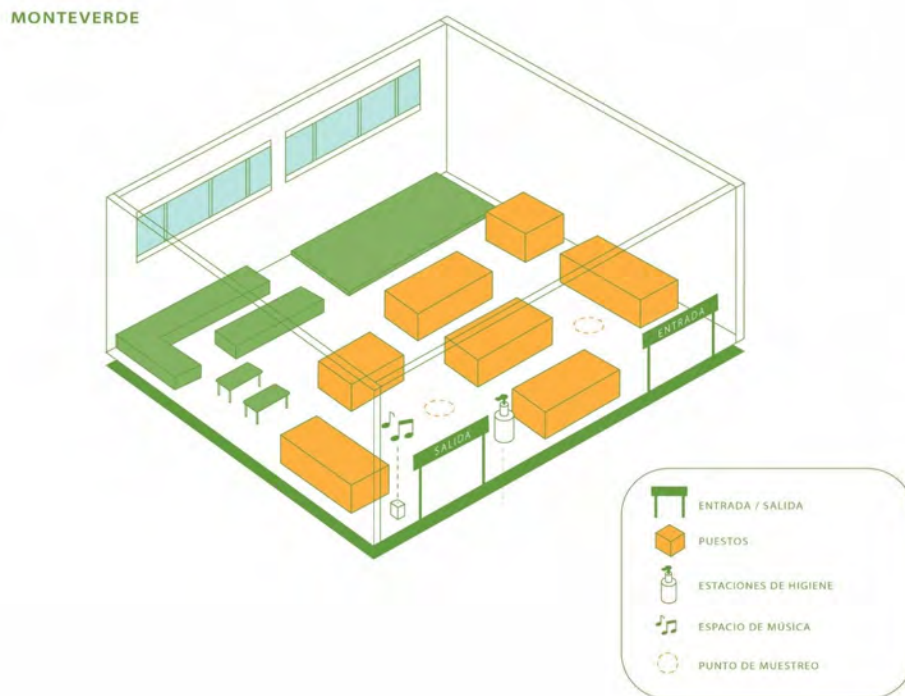 MONTEVERDE
ENTRADA
SALIDA
ENTRADA / SALIDA
PUESTOS
ESTACIONES DE HIGIENE
ESPACIO DE MÚSICA
PUNTO DE MUESTREO